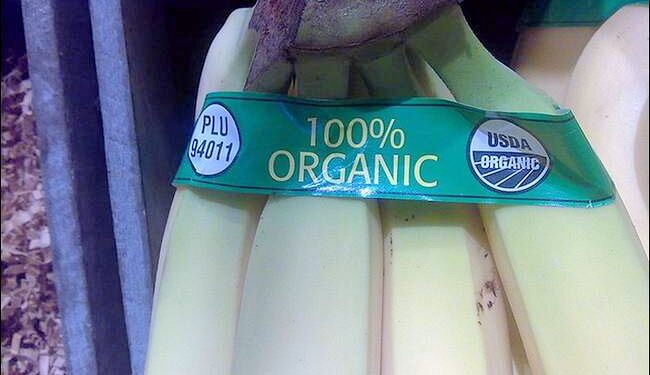 PLU
94011
100%
ORGANIC
USDA
ORGANIC